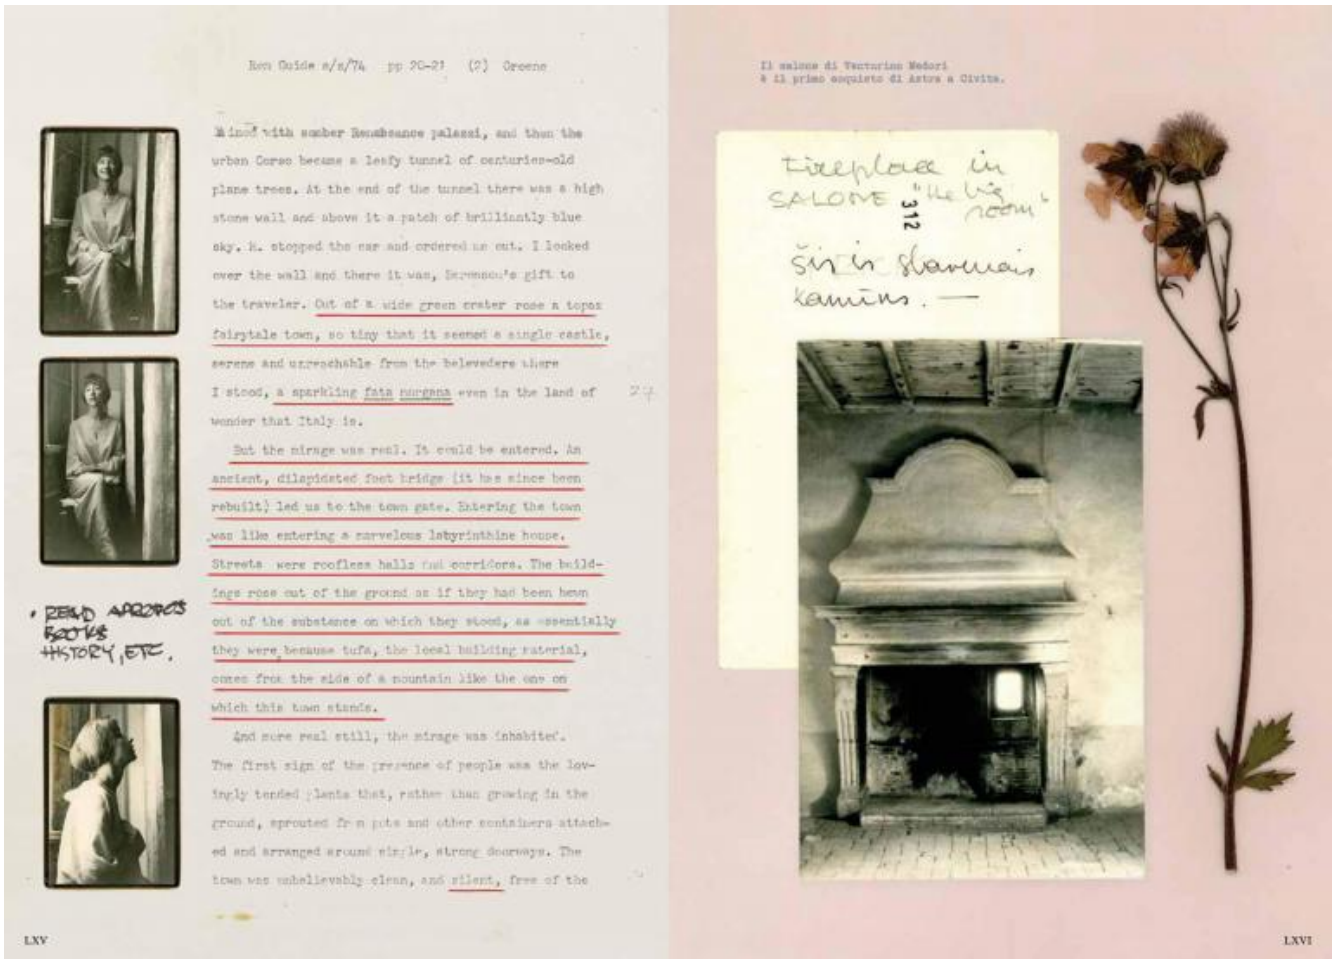 Ren Guide s/s/74 pp 20-21 (2) Greene
lined with somber Renaissance palazzi, and then the
urban Corso became a leafy tunnel of centuries-old
plane trees. At the end of the tunnel there was a high
stone wall and above it a patch of brilliantly blue
sky. H. stopped the car and ordered me out. I looked
over the wall and there it was, Berenson's gift to
the traveler. Out of a wide green crater rose a topaz
fairytale town, so tiny that it seemed a single castle,
serene and unreachable from the belevedere where
I stood, a sparkling fata morgana even in the land of
wonder that Italy is.
27
But the mirage was real. It could be entered. An
ancient, dilapidated foot bridge (it has since been
rebuilt) led us to the town gate. Entering the town
was like entering a marvelous labyrinthine house.
Streets were roofless halls and corridors. The build-
ings rose out of the ground as if they had been hewn
out of the substance on which they stood, as essentially
they were because tufa, the local building material,
comes from the side of a mountain like the one on
which this town stands.
And more real still, the mirage was inhabited.
The first sign of the presence of people was the lov-
ingly tended plants that, rather than growing in the
ground, sprouted from pots and other containers attach-
ed and arranged around single, strong doorways. The
town was unbelievably clean, and silent, free of the
• READ APROPOS
BOOKS
HISTORY, ETC.
LXV
Il salone di Venturino Medori
è il primo acquisto di Astra a Civita.
fireplace in
SALONE "the big
room"
312
šis ir slavenais
kamīns. —
LXVI